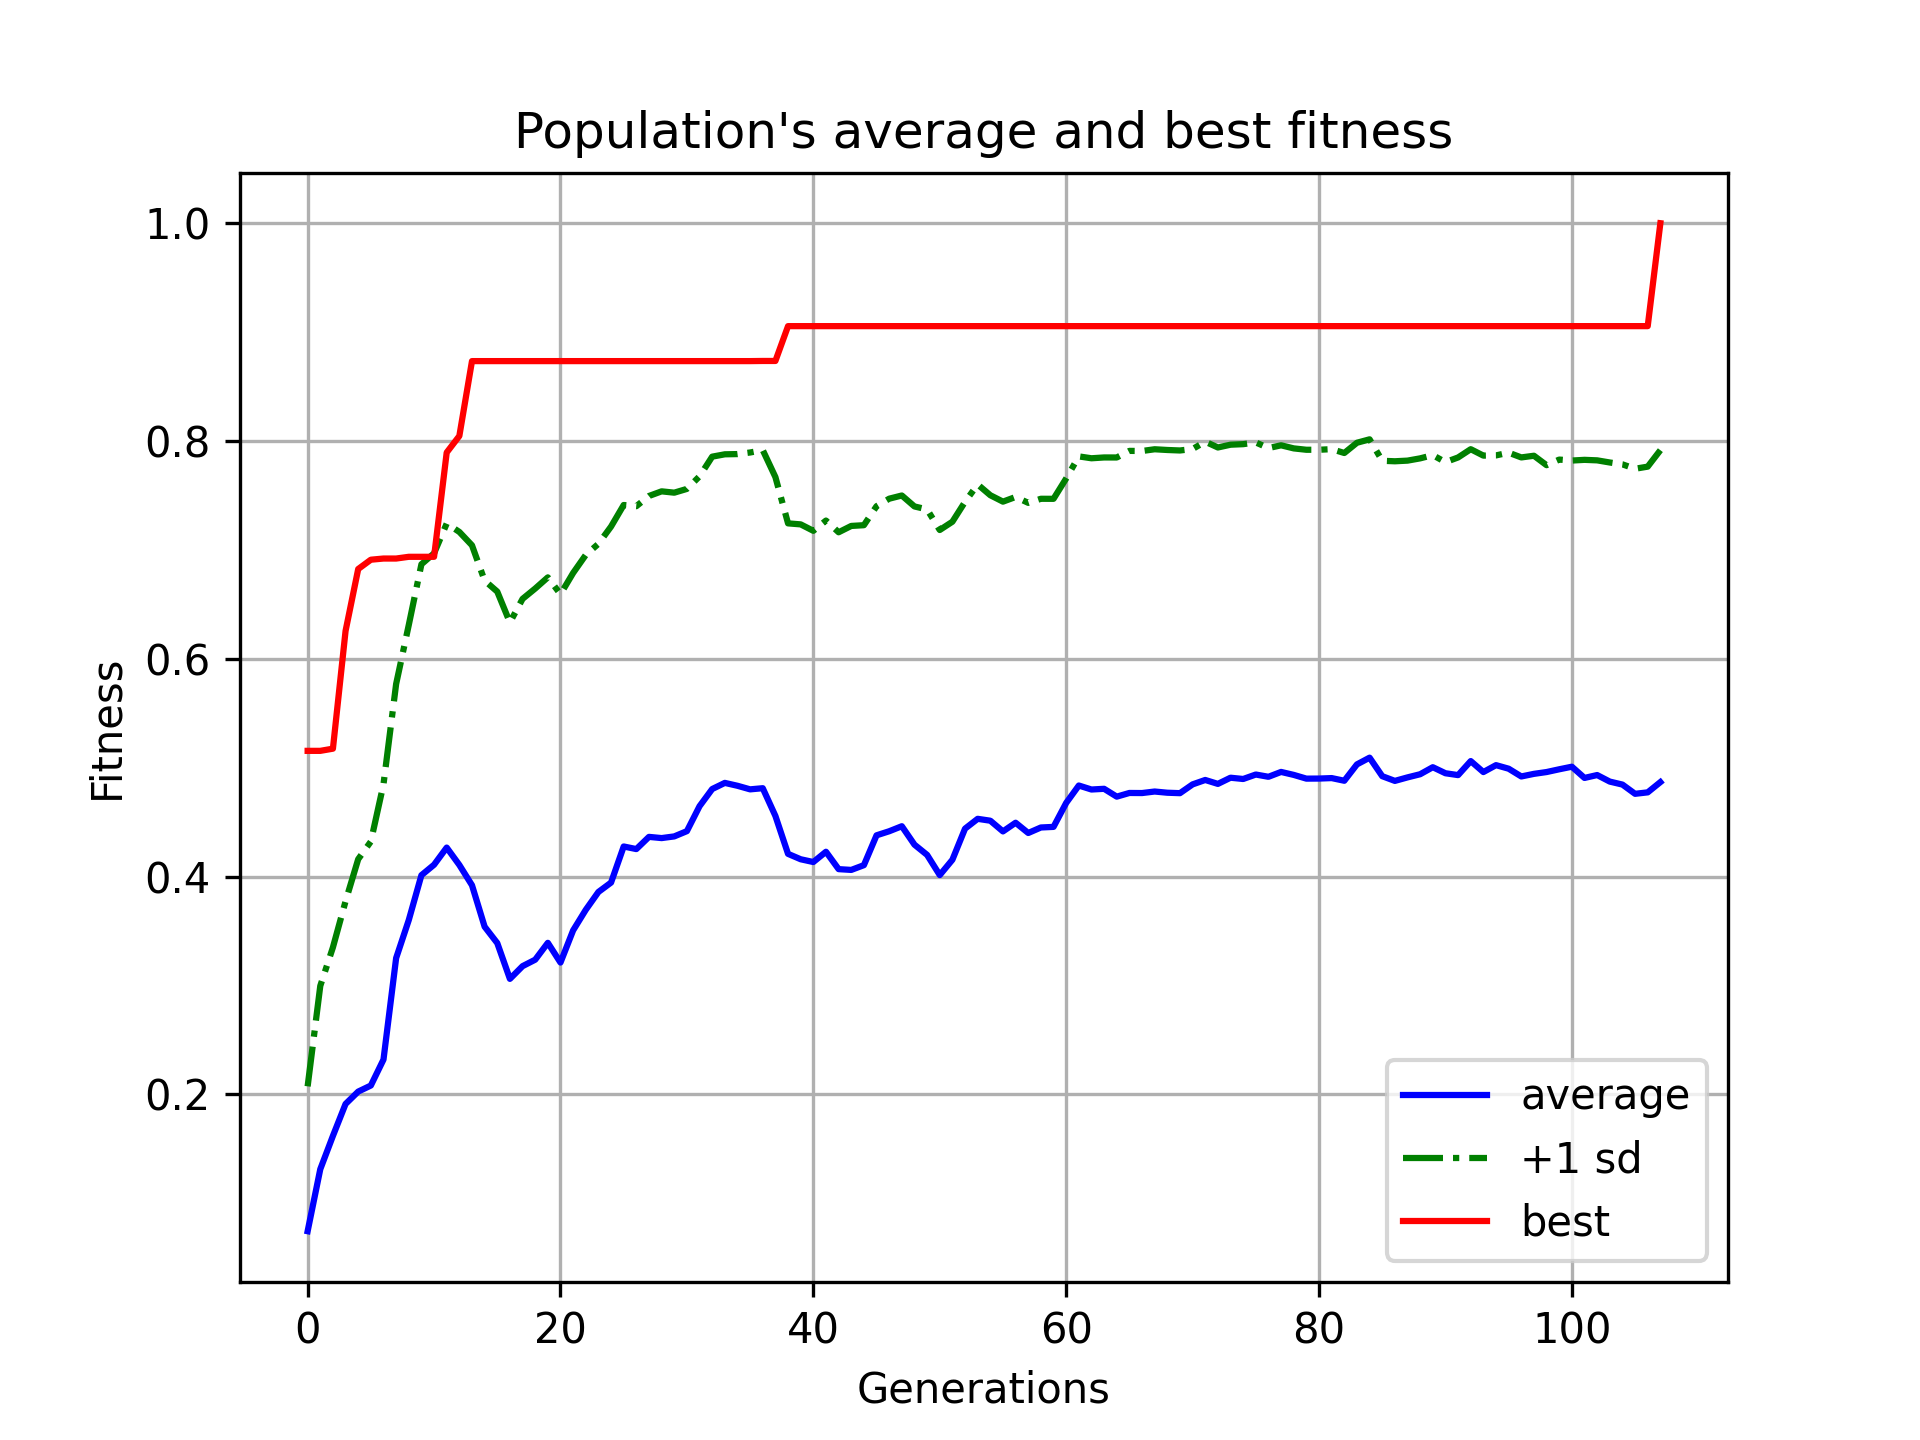 Population's average and best fitness
1.0
0.8
0.6
0.4
0.2
Fitness
0 20 40 60 80 100
Generations
average
+1 sd
best